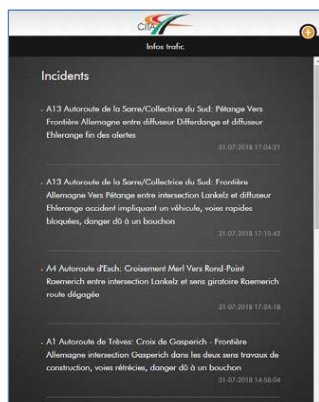 CITA
Infos trafic
Incidents
A13 Autoroute de la Sarre/Collectrice du Sud: Pétange Vers
Frontière Allemagne entre diffuseur Differdange et diffuseur
Ehlerange fin des alertes
31-07-2018 17:04:21
A13 Autoroute de la Sarre/Collectrice du Sud: Frontière
Allemagne Vers Pétange entre intersection Lankelz et diffuseur
Ehlerange accident impliquant un véhicule, voies rapides
bloquées, danger dû à un bouchon
31-07-2018 17:15:42
A4 Autoroute d'Esch: Croisement Merl Vers Rond-Point
Raemerich entre intersection Lankelz et sens giratoire Raemerich
route dégagée
31-07-2018 17:04:18
A1 Autoroute de Trèves: Croix de Gasperich - Frontière
Allemagne intersection Gasperich dans les deux sens travaux de
construction, voies rétrécies, danger dû à un bouchon
31-07-2018 14:58:04